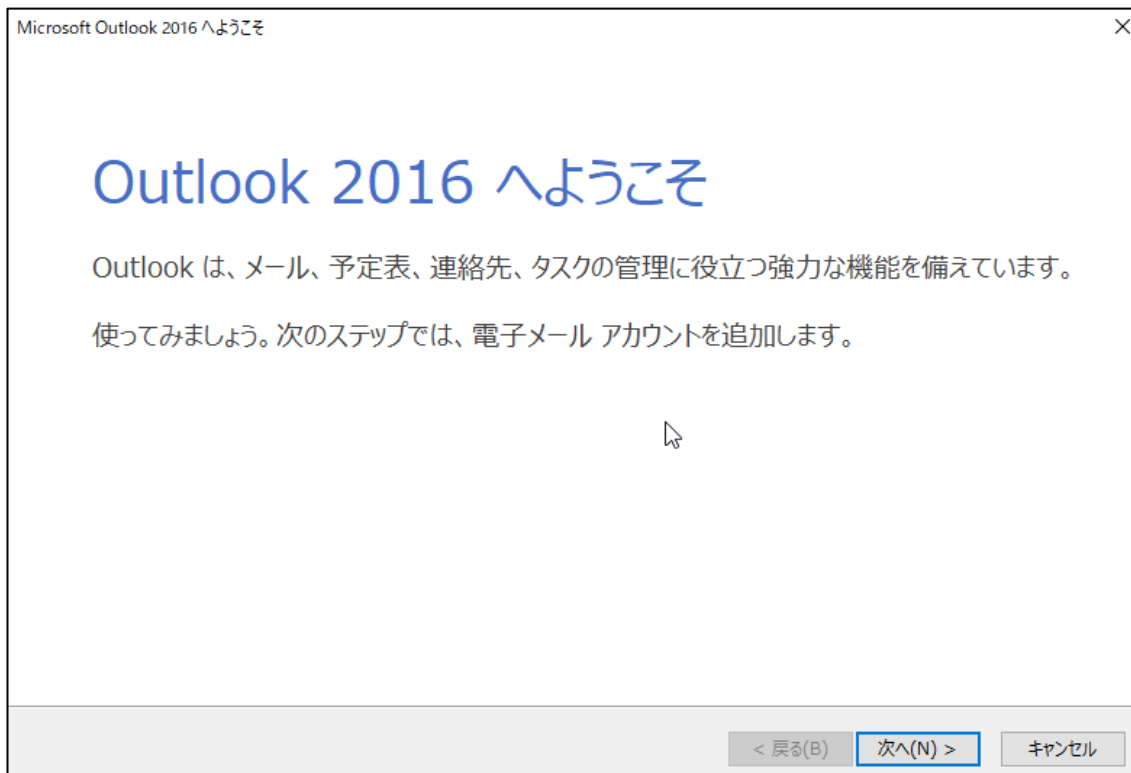 Microsoft Outlook 2016 へようこそ
Outlook 2016 へようこそ
Outlook は、メール、予定表、連絡先、タスクの管理に役立つ強力な機能を備えています。
使ってみましょう。次のステップでは、電子メール アカウントを追加します。
< 戻る(B) 次へ(N) > キャンセル